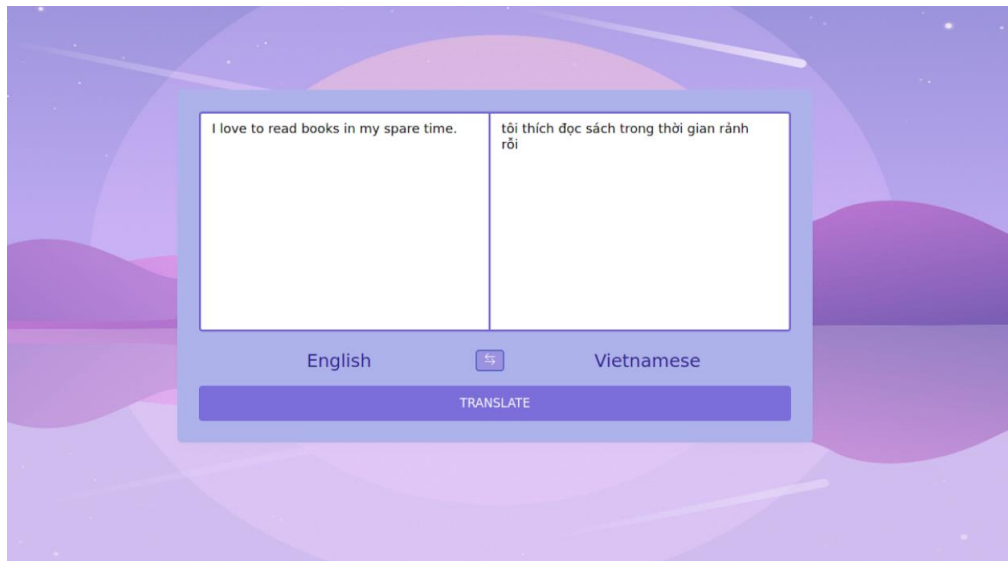 I love to read books in my spare time.
tôi thích đọc sách trong thời gian rảnh
rỗi
English
Vietnamese
TRANSLATE